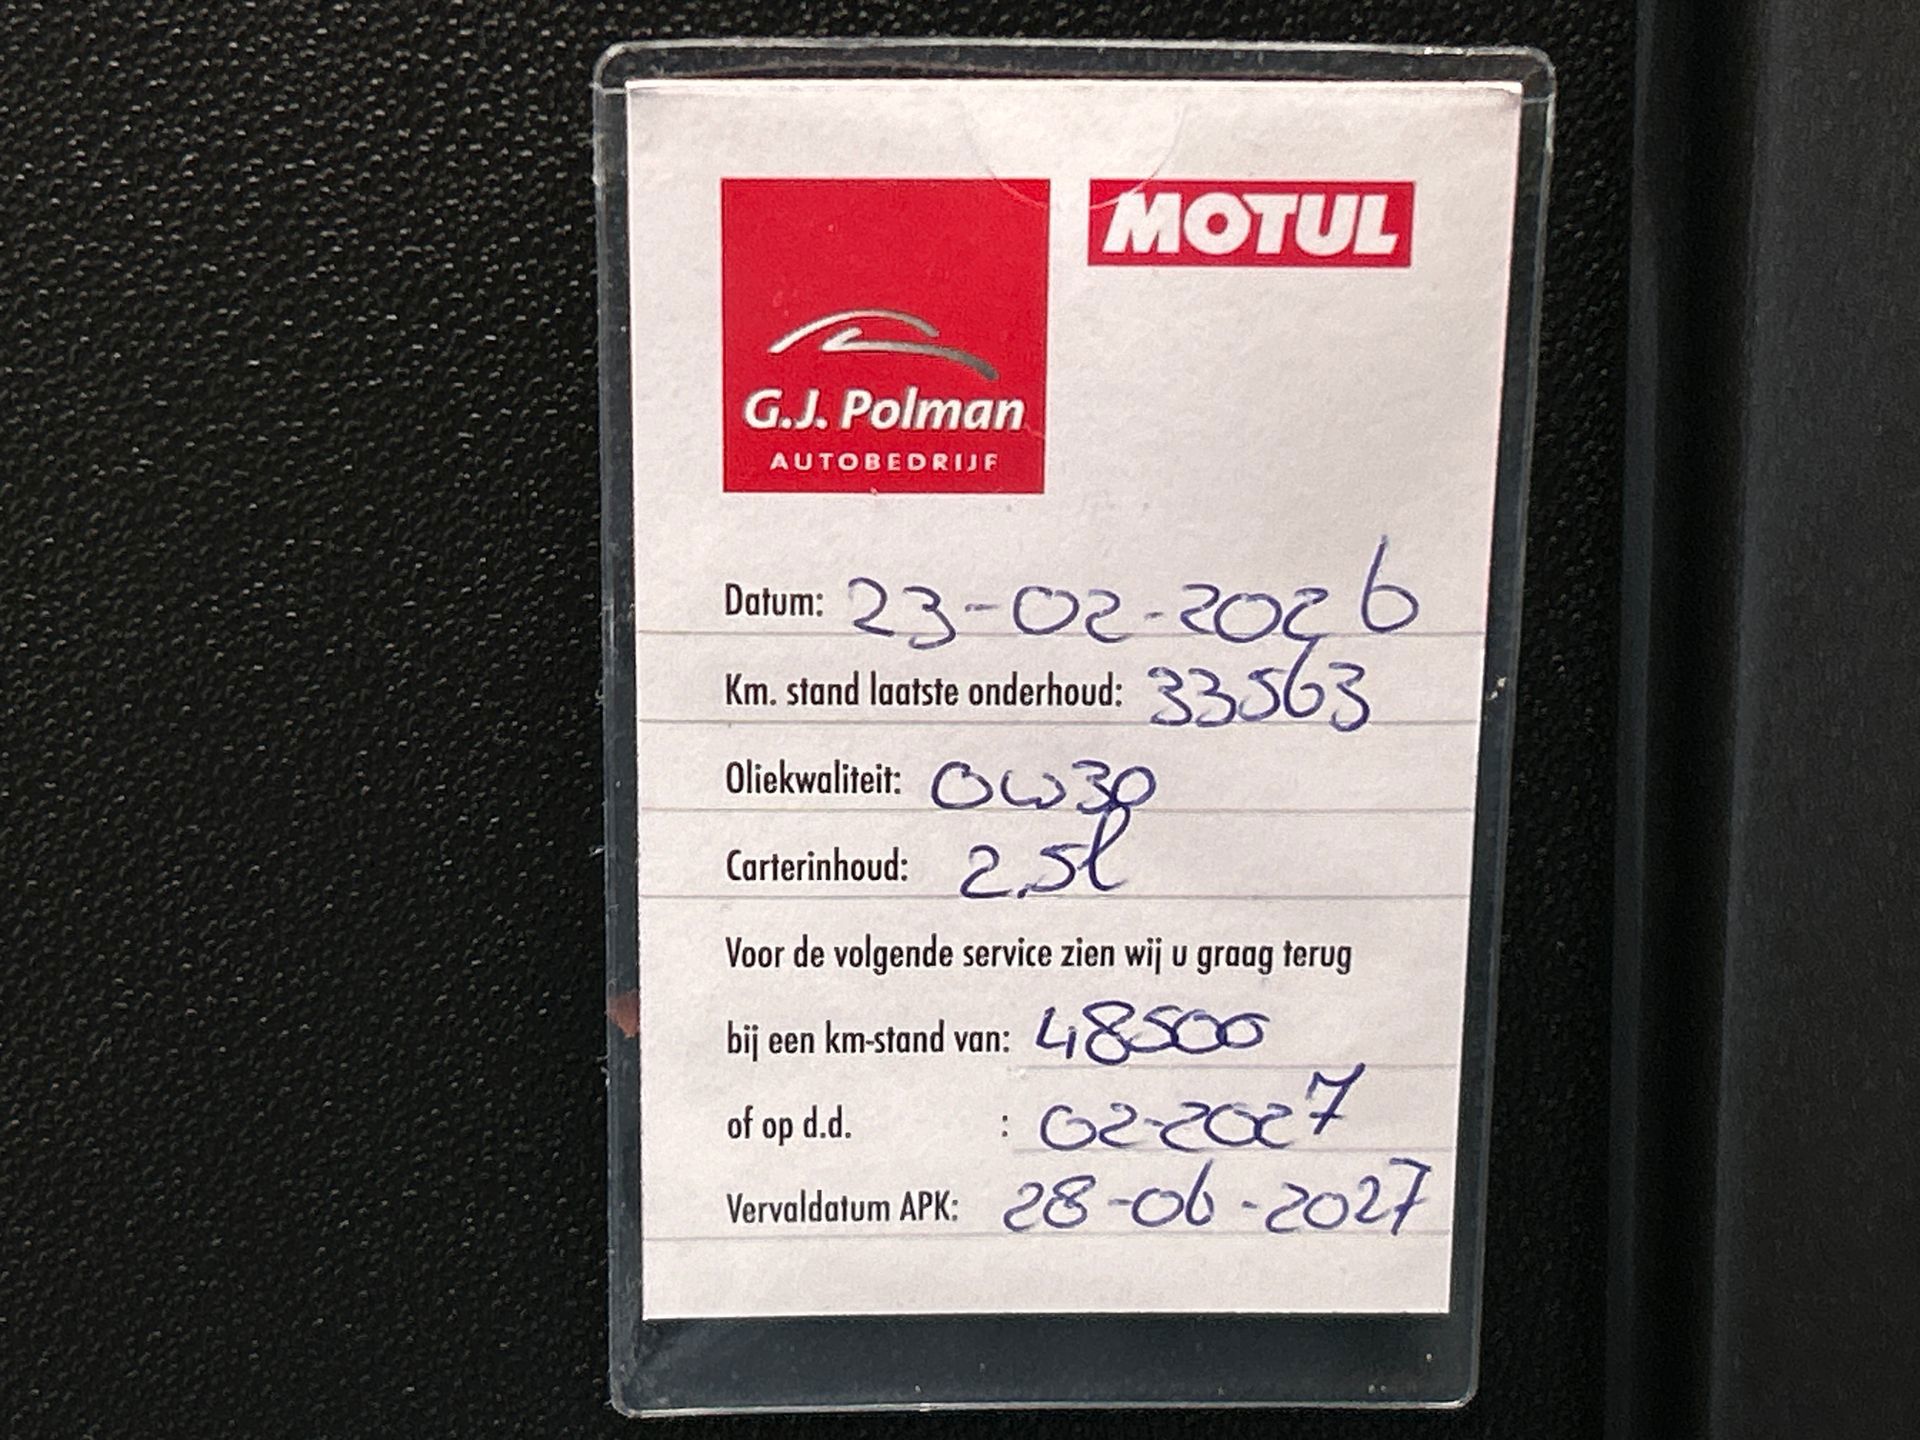 MOTUL
G.J. Polman
AUTOBEDRIJF
Datum: 23-02-2026
Km. stand laatste onderhoud: 33563
Oliekwaliteit: 0W30
Carterinhoud: 2.5l
Voor de volgende service zien wij u graag terug
bij een km-stand van: 48500
of op d.d. : 02-2027
Vervaldatum APK: 28-06-2027